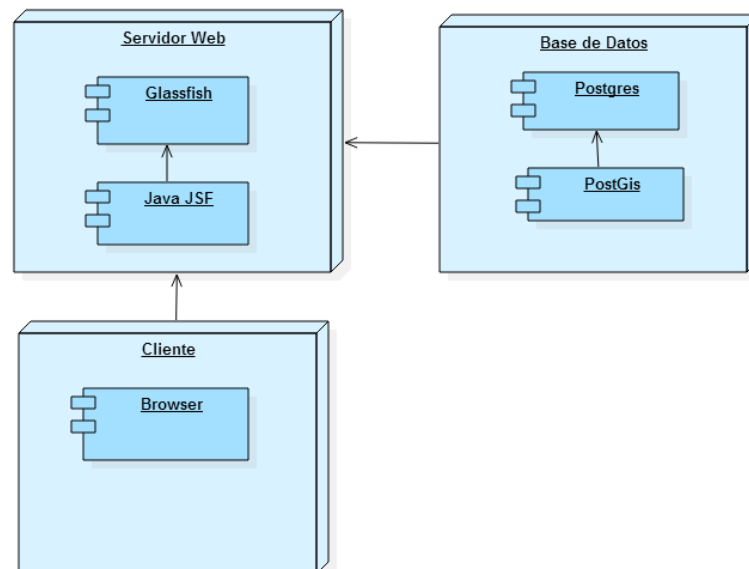 Servidor Web
Glassfish
Java JSF
Base de Datos
Postgres
PostGis
Cliente
Browser